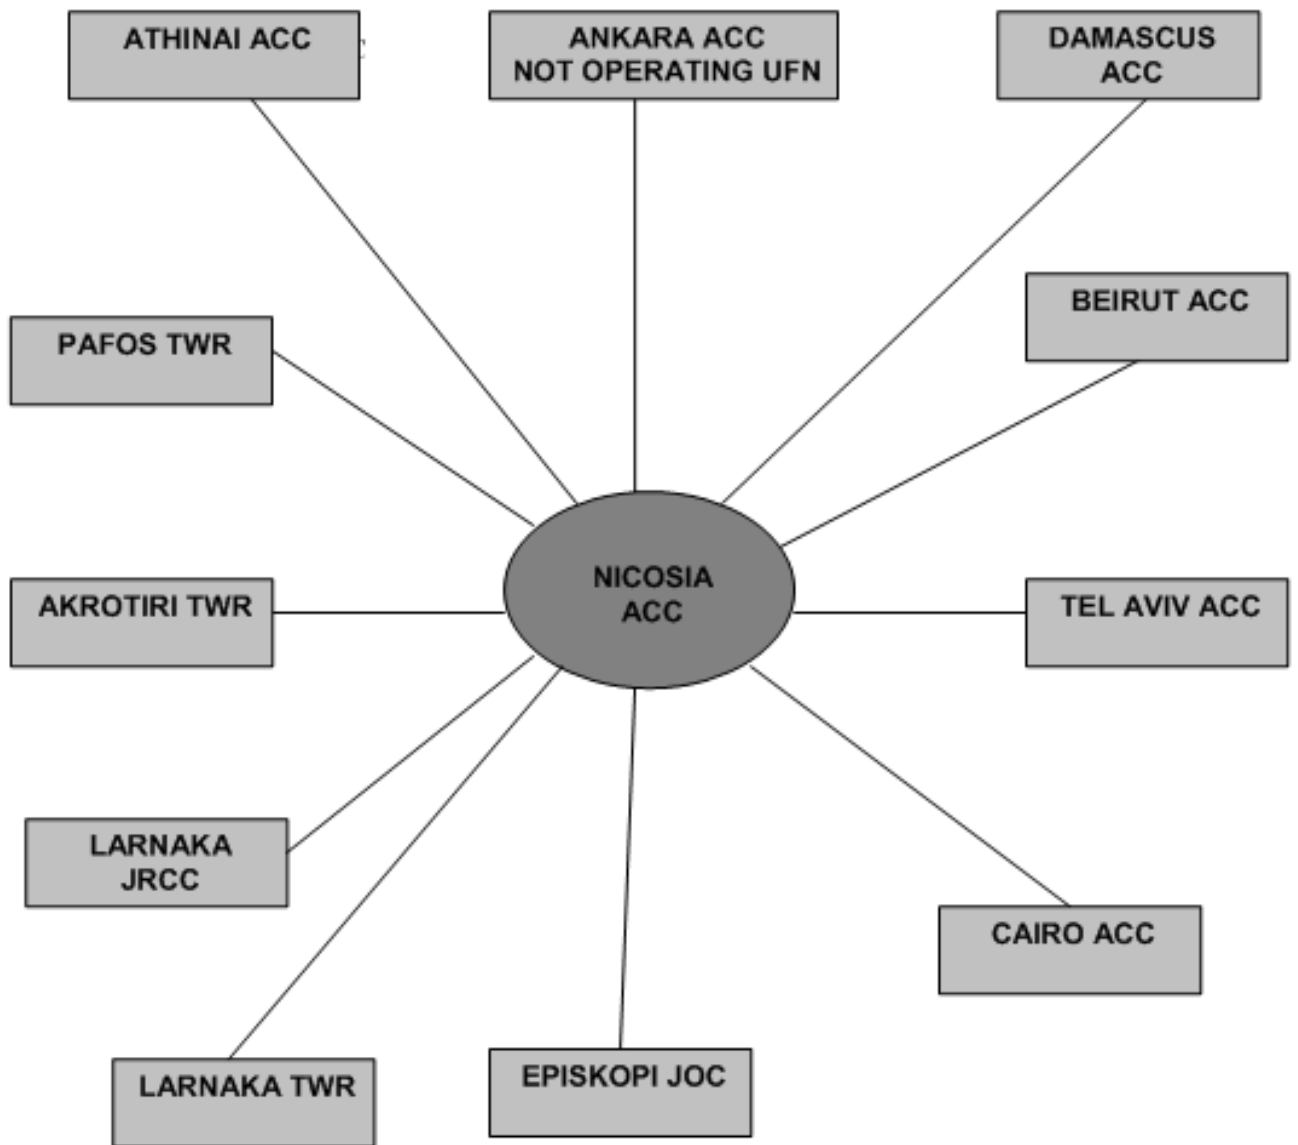 ATHINAI ACC
ANKARA ACC
NOT OPERATING UFN
DAMASCUS
ACC
BEIRUT ACC
PAFOS TWR
NICOSIA
ACC
AKROTIRI TWR
TEL AVIV ACC
LARNAKA
JRCC
CAIRO ACC
LARNAKA TWR
EPISKOPI JOC